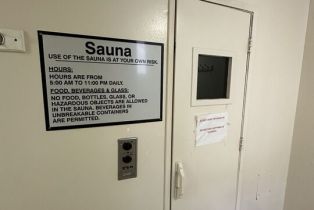 Sauna
USE OF THE SAUNA IS AT YOUR OWN RISK.
HOURS:
HOURS ARE FROM
5:00 AM TO 11:00 PM DAILY.
FOOD, BEVERAGES & GLASS:
NO FOOD, BOTTLES, GLASS, OR
HAZARDOUS OBJECTS ARE ALLOWED
IN THE SAUNA. BEVERAGES IN
UNBREAKABLE CONTAINERS
ARE PERMITTED.